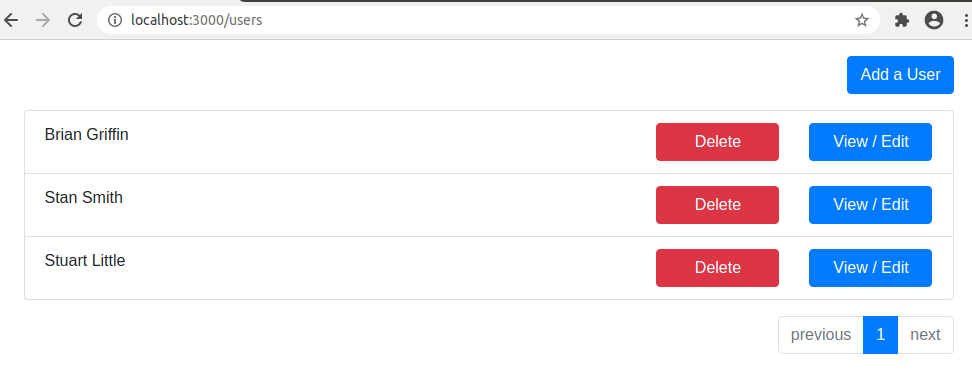 localhost:3000/users
Add a User
Brian Griffin Delete View / Edit
Stan Smith Delete View / Edit
Stuart Little Delete View / Edit
previous 1 next